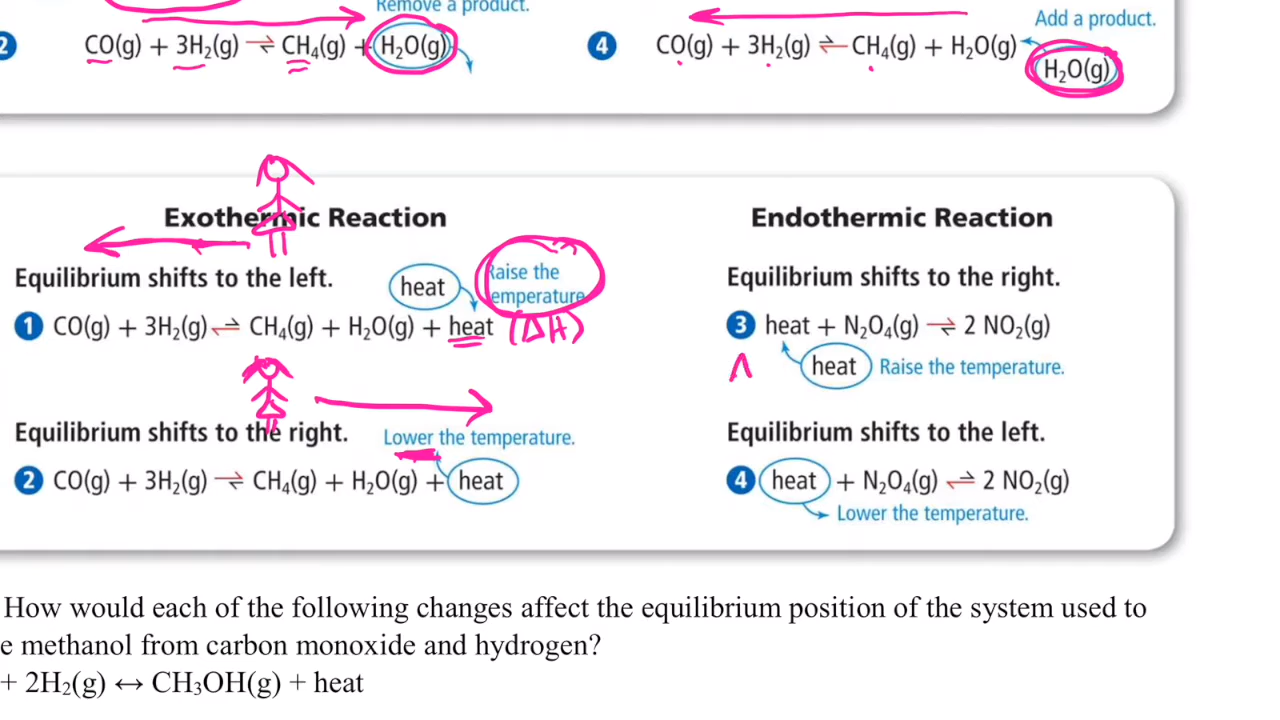 Remove a product.
Add a product.
2 CO(g) + 3H₂(g) ⇌ CH₄(g) + H₂O(g)
4 CO(g) + 3H₂(g) ⇌ CH₄(g) + H₂O(g)
H₂O(g)
Exothermic Reaction
Equilibrium shifts to the left.
heat
Raise the
temperature
1 CO(g) + 3H₂(g) ⇌ CH₄(g) + H₂O(g) + heat (ΔH)
Equilibrium shifts to the right.
Lower the temperature.
2 CO(g) + 3H₂(g) ⇌ CH₄(g) + H₂O(g) + heat
Endothermic Reaction
Equilibrium shifts to the right.
3 heat + N₂O₄(g) ⇌ 2 NO₂(g)
heat Raise the temperature.
Equilibrium shifts to the left.
4 heat + N₂O₄(g) ⇌ 2 NO₂(g)
Lower the temperature.
How would each of the following changes affect the equilibrium position of the system used to
e methanol from carbon monoxide and hydrogen?
+ 2H₂(g) ↔ CH₃OH(g) + heat